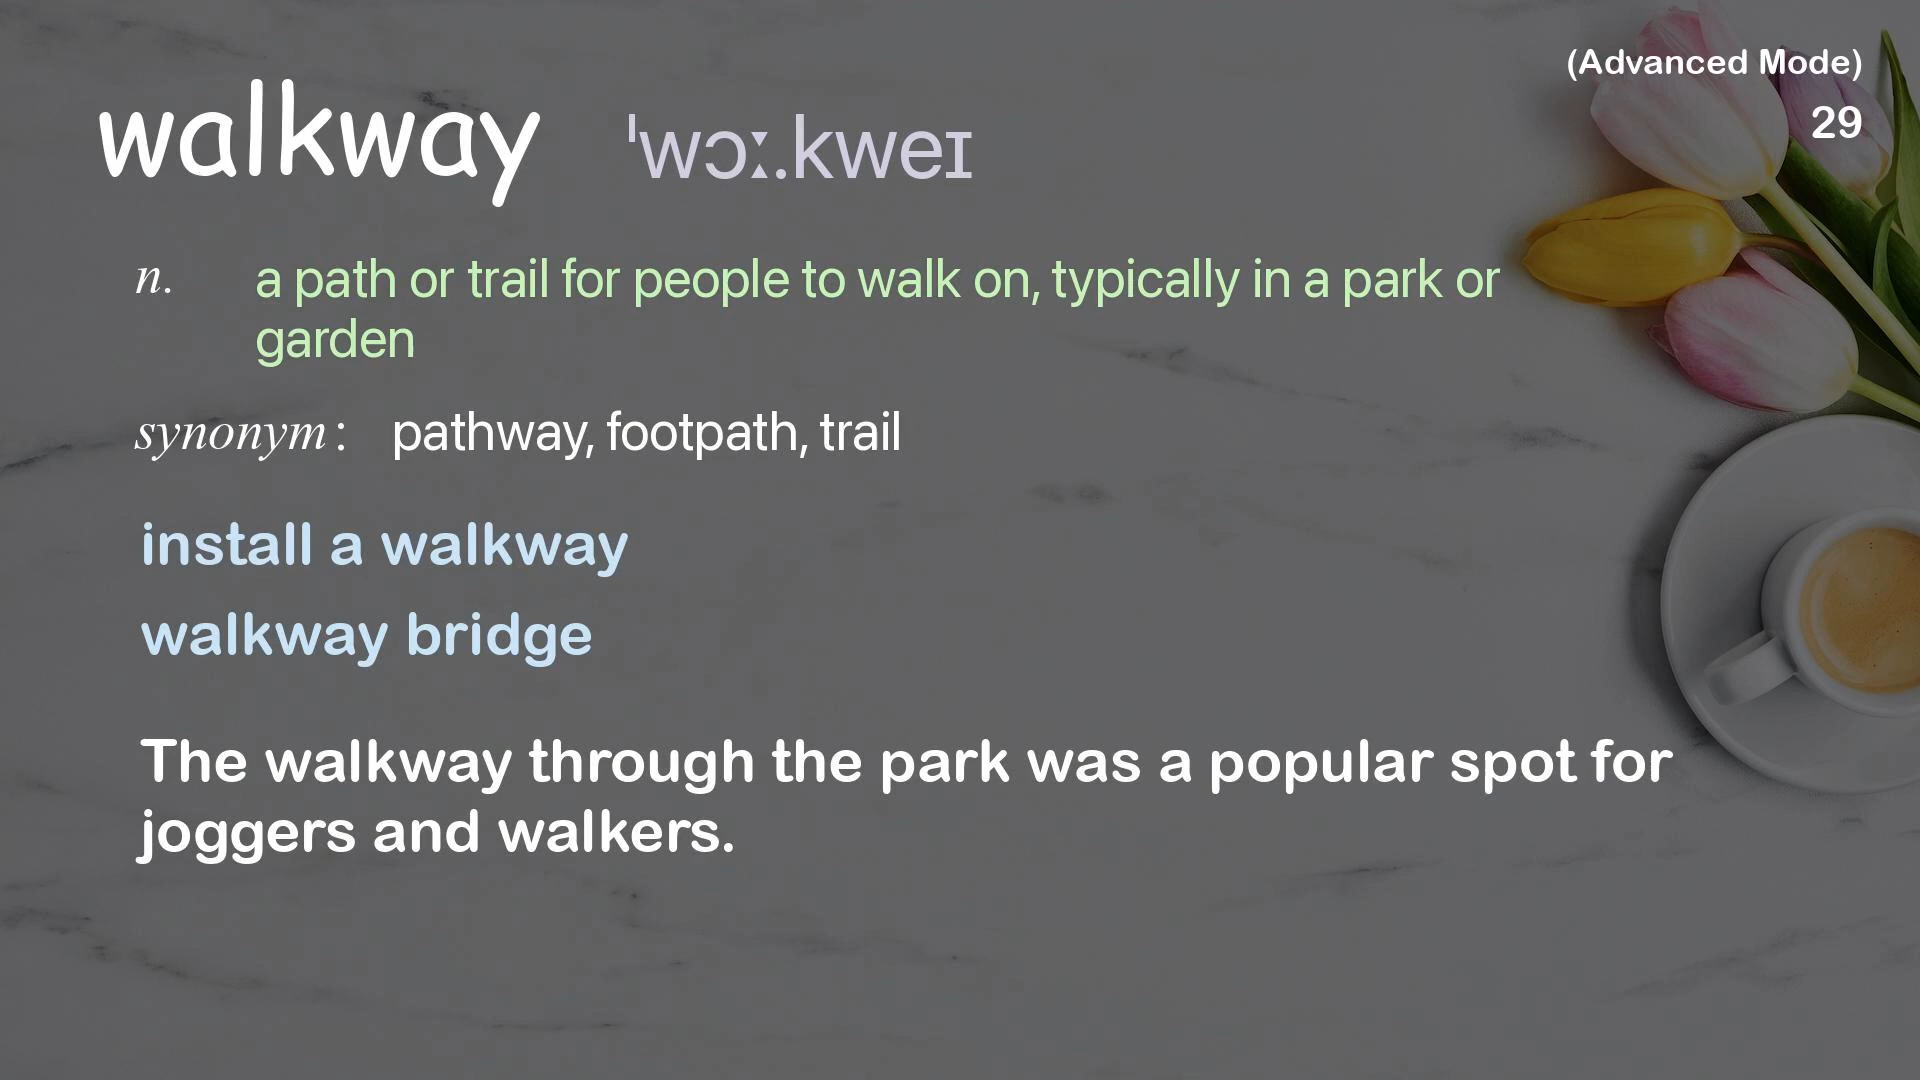 (Advanced Mode)
29
walkway ˈwɔː.kweɪ
n. a path or trail for people to walk on, typically in a park or
garden
synonym: pathway, footpath, trail
install a walkway
walkway bridge
The walkway through the park was a popular spot for
joggers and walkers.